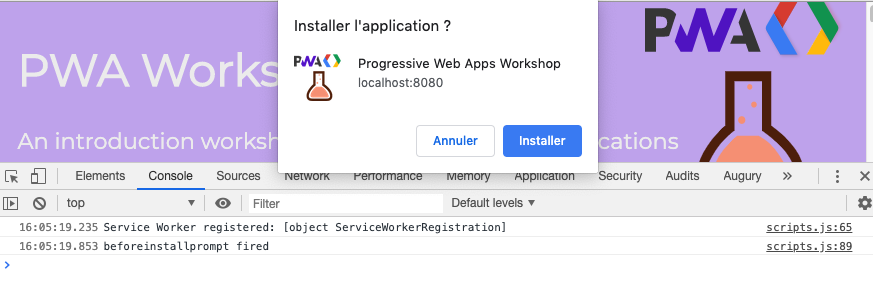 Installer l'application ?
PWA
PWA
Progressive Web Apps Workshop
localhost:8080
PWA Works
An introduction worksh
cations
Annuler
Installer
Elements
Console
Sources
Network
Performance
Memory
Application
Security
Audits
Augury
»
top
Filter
Default levels
16:05:19.235 Service Worker registered: [object ServiceWorkerRegistration] scripts.js:65
16:05:19.853 beforeinstallprompt fired scripts.js:89